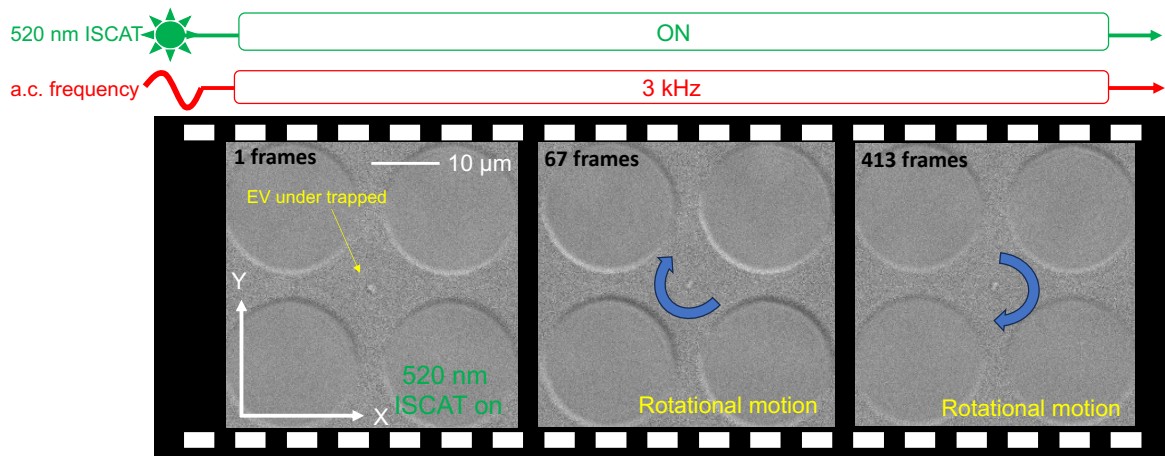 520 nm ISCAT
ON
a.c. frequency
3 kHz
1 frames
10 µm
EV under trapped
Y
X
520 nm
ISCAT on
67 frames
Rotational motion
413 frames
Rotational motion